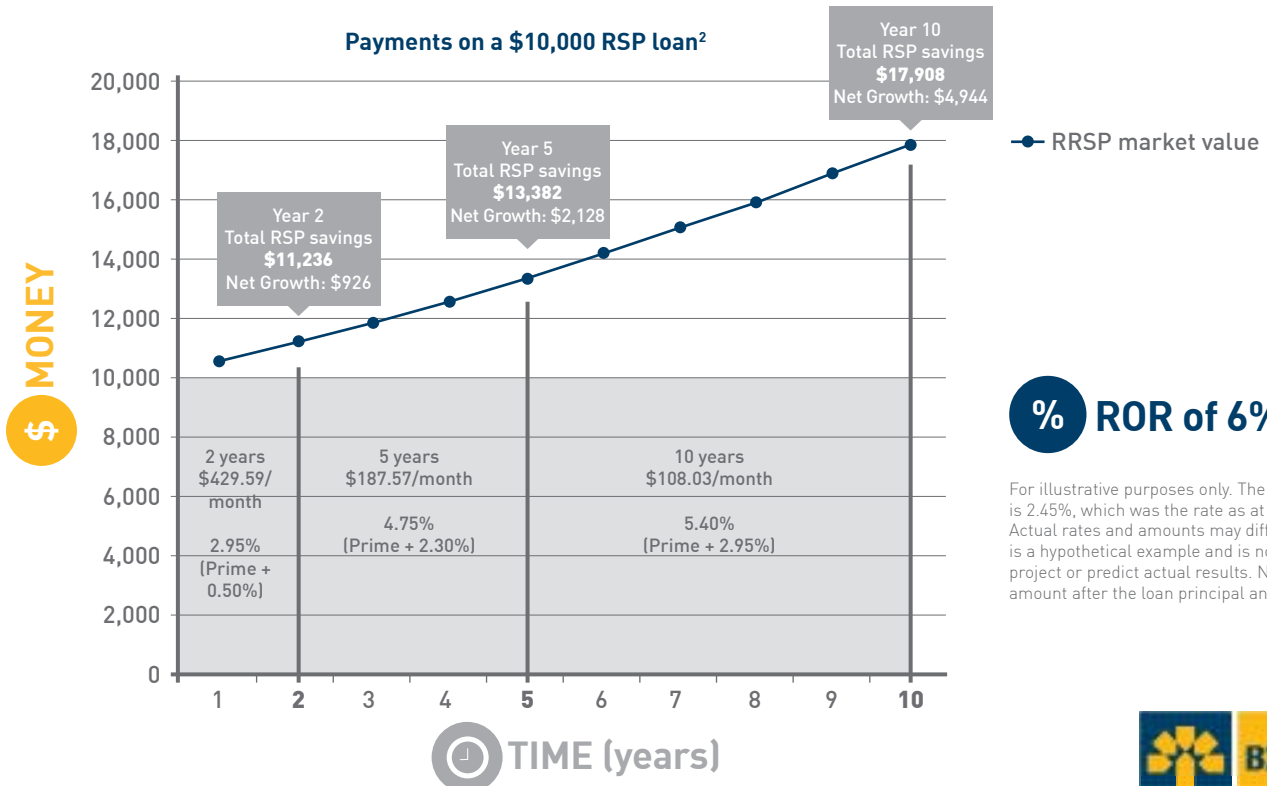 Payments on a $10,000 RSP loan²
Year 10
Total RSP savings
$17,908
Net Growth: $4,944
Year 5
Total RSP savings
$13,382
Net Growth: $2,128
Year 2
Total RSP savings
$11,236
Net Growth: $926
20,000
18,000
16,000
14,000
12,000
10,000
8,000
6,000
4,000
2,000
0
$ MONEY
2 years
$429.59/
month
2.95%
(Prime +
0.50%)
5 years
$187.57/month
4.75%
(Prime + 2.30%)
10 years
$108.03/month
5.40%
(Prime + 2.95%)
1 2 3 4 5 6 7 8 9 10
TIME (years)
RRSP market value
% ROR of 6%
For illustrative purposes only. The
is 2.45%, which was the rate as at
Actual rates and amounts may
is a hypothetical example and is
project or predict actual results.
amount after the loan principal